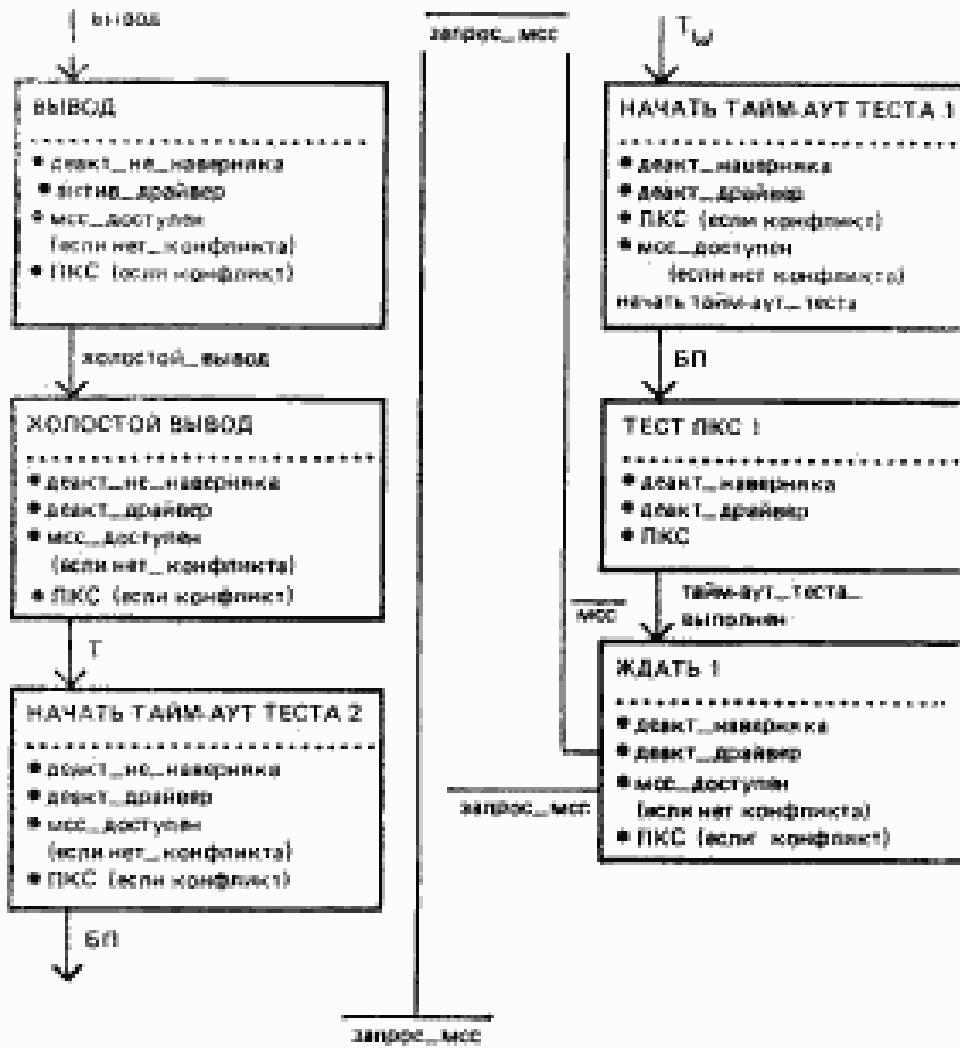 вывод
ВЫВОД
• деакт_не_наверняка
• актив_драйвер
• мсс_доступен
(если нет_конфликта)
• ПКС (если конфликт)
холостой_вывод
ХОЛОСТОЙ ВЫВОД
• деакт_не_наверняка
• деакт_драйвер
• мсс_доступен
(если нет_конфликта)
• ПКС (если конфликт)
Т
НАЧАТЬ ТАЙМ-АУТ ТЕСТА 2
• деакт_не_наверняка
• деакт_драйвер
• мсс_доступен
(если нет_конфликта)
• ПКС (если конфликт)
БП
запрос_мсс
запрос_мсс
Tω
НАЧАТЬ ТАЙМ-АУТ ТЕСТА 1
• деакт_наверняка
• деакт_драйвер
• ПКС (если конфликт)
• мсс_доступен
(если нет конфликта)
начать тайм-аут_теста
БП
ТЕСТ ПКС 1
• деакт_наверняка
• деакт_драйвер
• ПКС
тайм-аут_теста_
выполнен
мсс
ЖДАТЬ 1
• деакт_наверняка
• деакт_драйвер
• мсс_доступен
(если нет конфликта)
• ПКС (если конфликт)
запрос_мсс